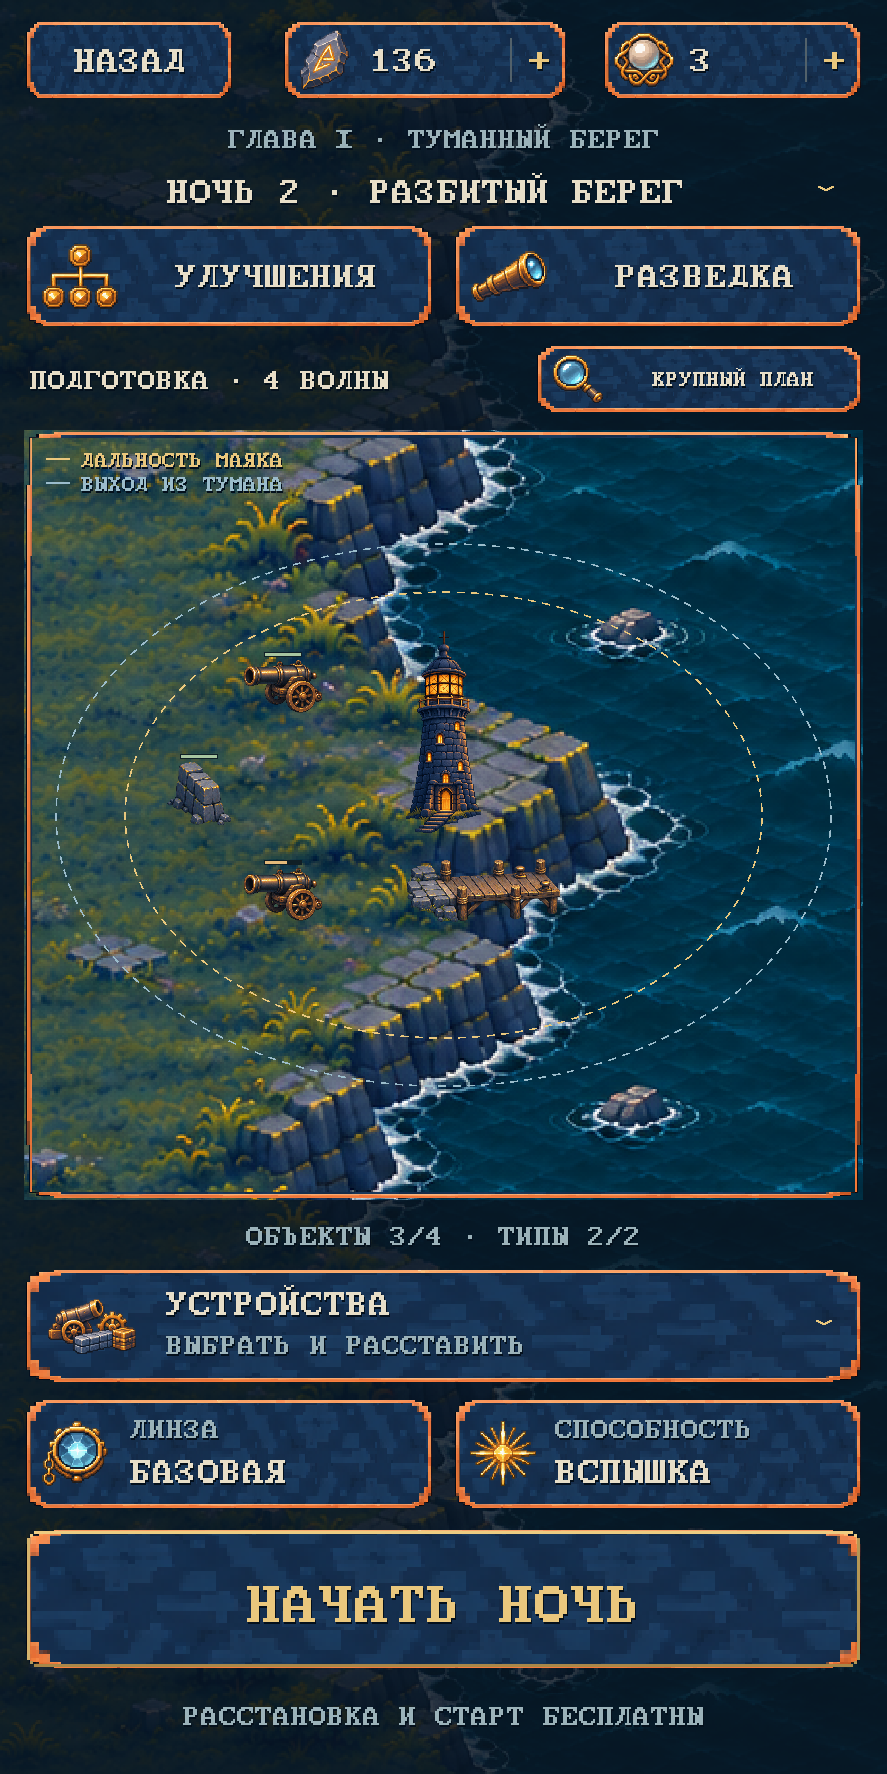 НАЗАД
136 +
3 +
ГЛАВА I · ТУМАННЫЙ БЕРЕГ
НОЧЬ 2 · РАЗБИТЫЙ БЕРЕГ
УЛУЧШЕНИЯ
РАЗВЕДКА
ПОДГОТОВКА · 4 ВОЛНЫ
КРУПНЫЙ ПЛАН
ДАЛЬНОСТЬ МАЯКА
ВЫХОД ИЗ ТУМАНА
ОБЪЕКТЫ 3/4 · ТИПЫ 2/2
УСТРОЙСТВА
ВЫБРАТЬ И РАССТАВИТЬ
ЛИНЗА
БАЗОВАЯ
СПОСОБНОСТЬ
ВСПЫШКА
НАЧАТЬ НОЧЬ
РАССТАНОВКА И СТАРТ БЕСПЛАТНЫ